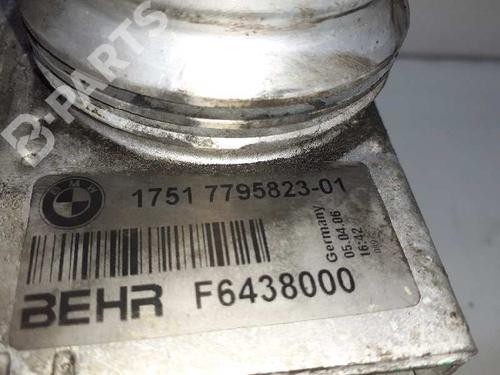 B-PARTS
BMW
1751 7795823-01
Germany
05.04.06
16:42
BEHR F6438000